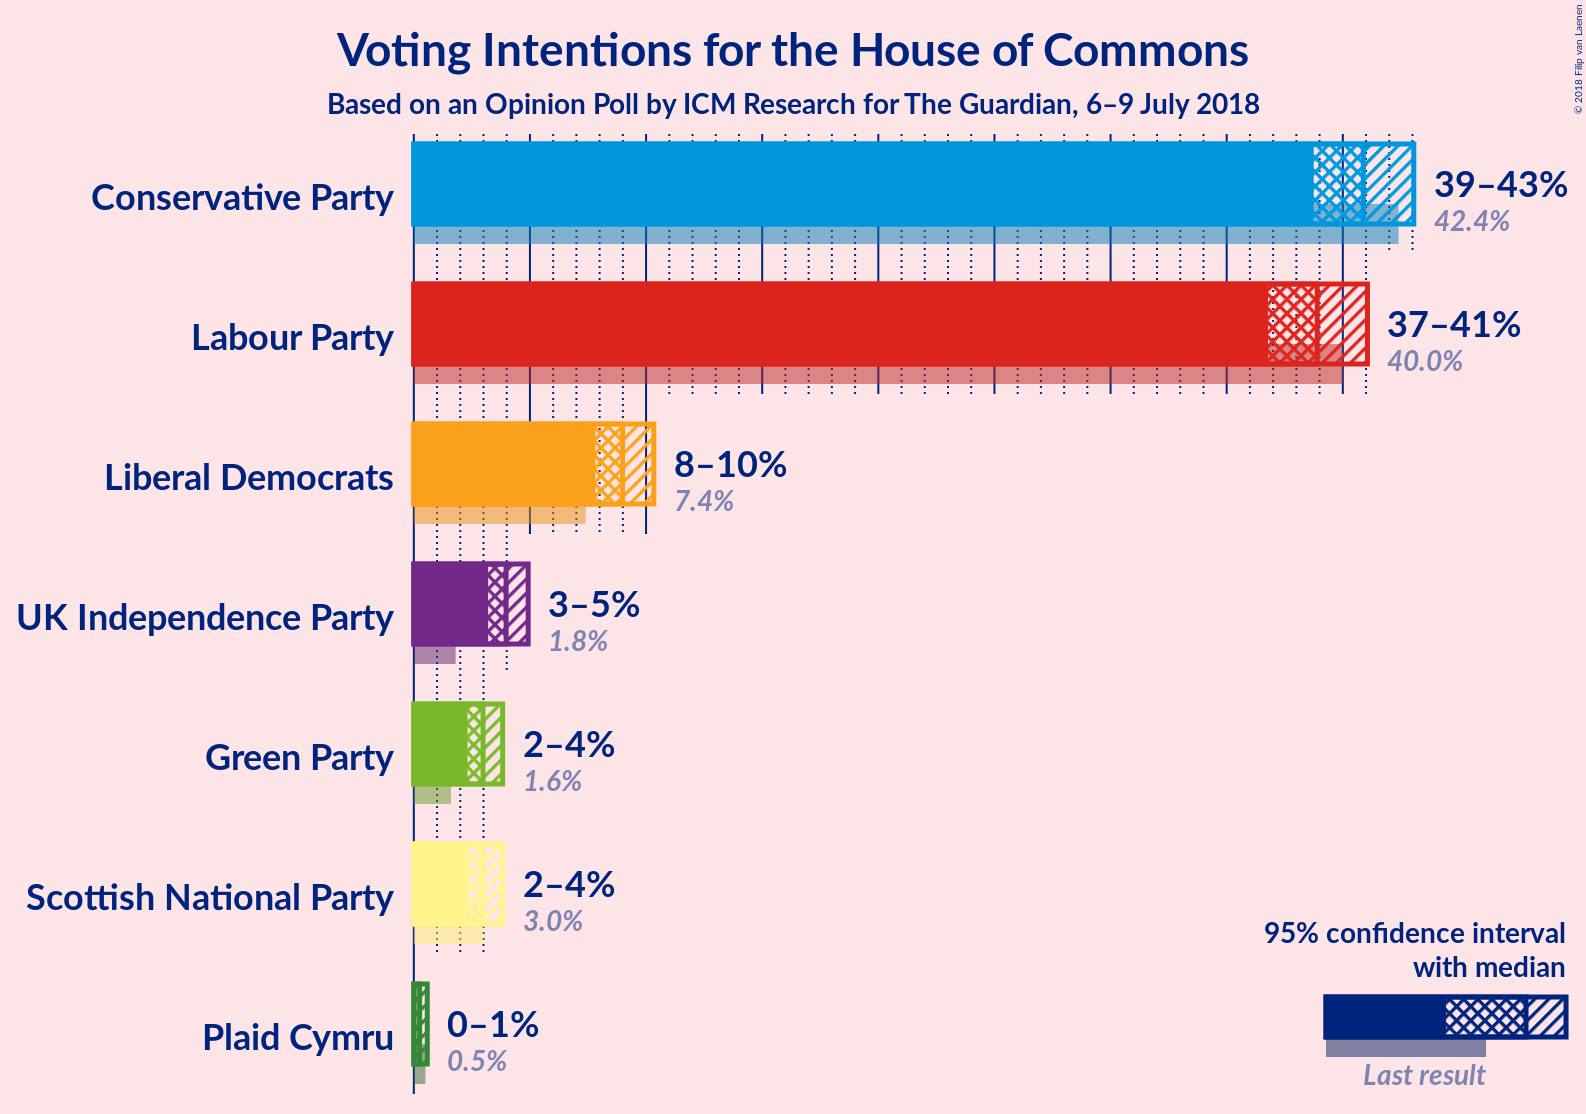 Voting Intentions for the House of Commons
Based on an Opinion Poll by ICM Research for The Guardian, 6–9 July 2018
© 2018 Filip van Laenen
Conservative Party
39–43%
42.4%
Labour Party
37–41%
40.0%
Liberal Democrats
8–10%
7.4%
UK Independence Party
3–5%
1.8%
Green Party
2–4%
1.6%
Scottish National Party
2–4%
3.0%
Plaid Cymru
0–1%
0.5%
95% confidence interval
with median
Last result